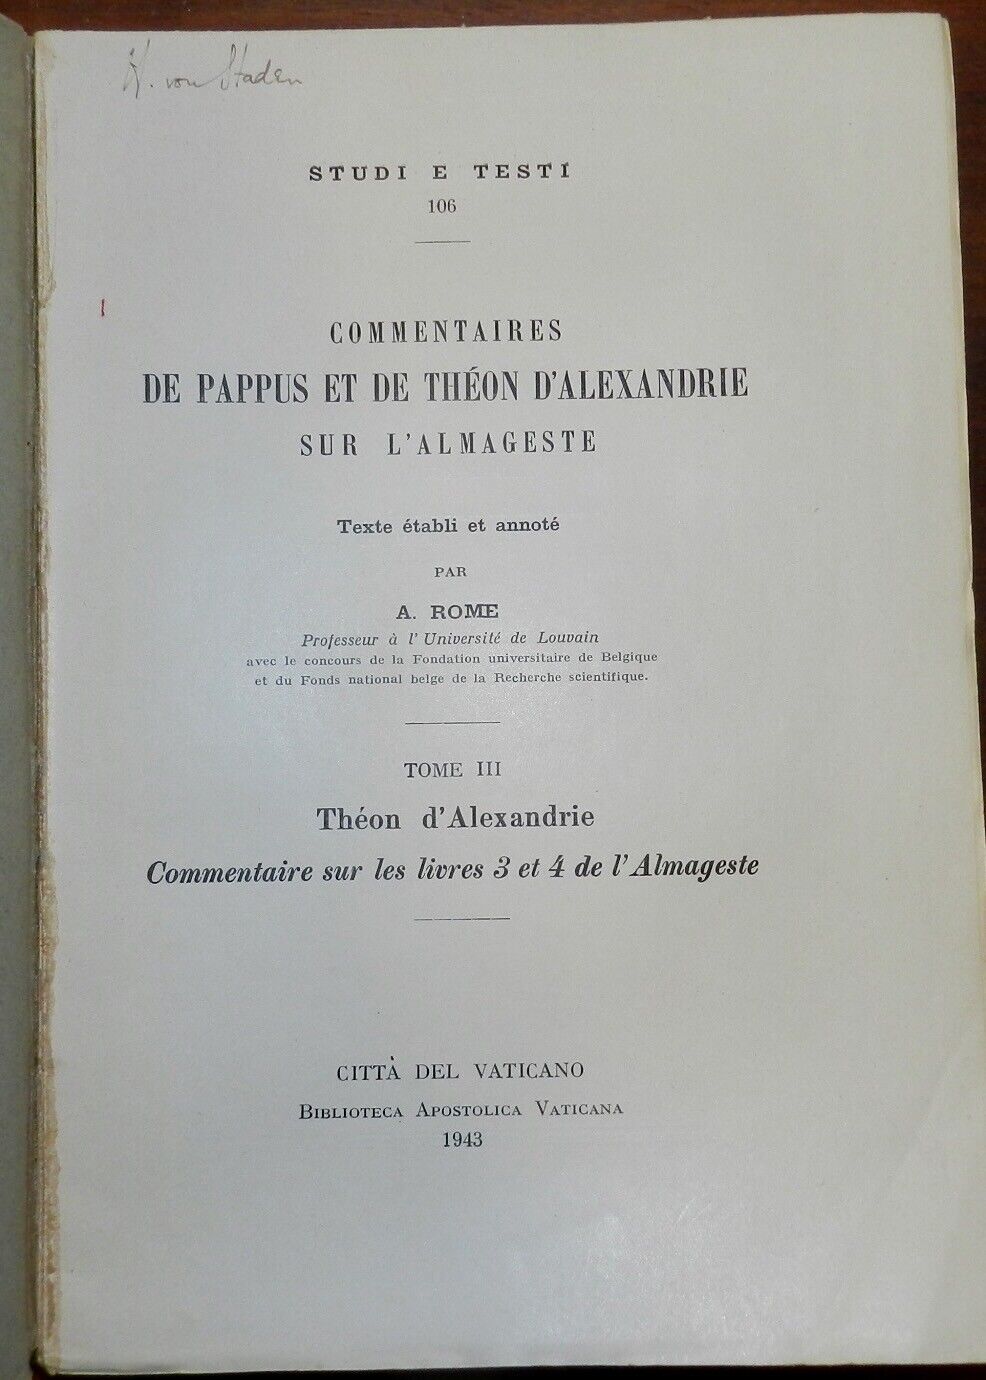 H. von Staden
STUDI E TESTI
106
COMMENTAIRES
DE PAPPUS ET DE THÉON D'ALEXANDRIE
SUR L'ALMAGESTE
Texte établi et annoté
PAR
A. ROME
Professeur à l'Université de Louvain
avec le concours de la Fondation universitaire de Belgique
et du Fonds national belge de la Recherche scientifique.
TOME III
Théon d'Alexandrie
Commentaire sur les livres 3 et 4 de l'Almageste
CITTÀ DEL VATICANO
BIBLIOTECA APOSTOLICA VATICANA
1943